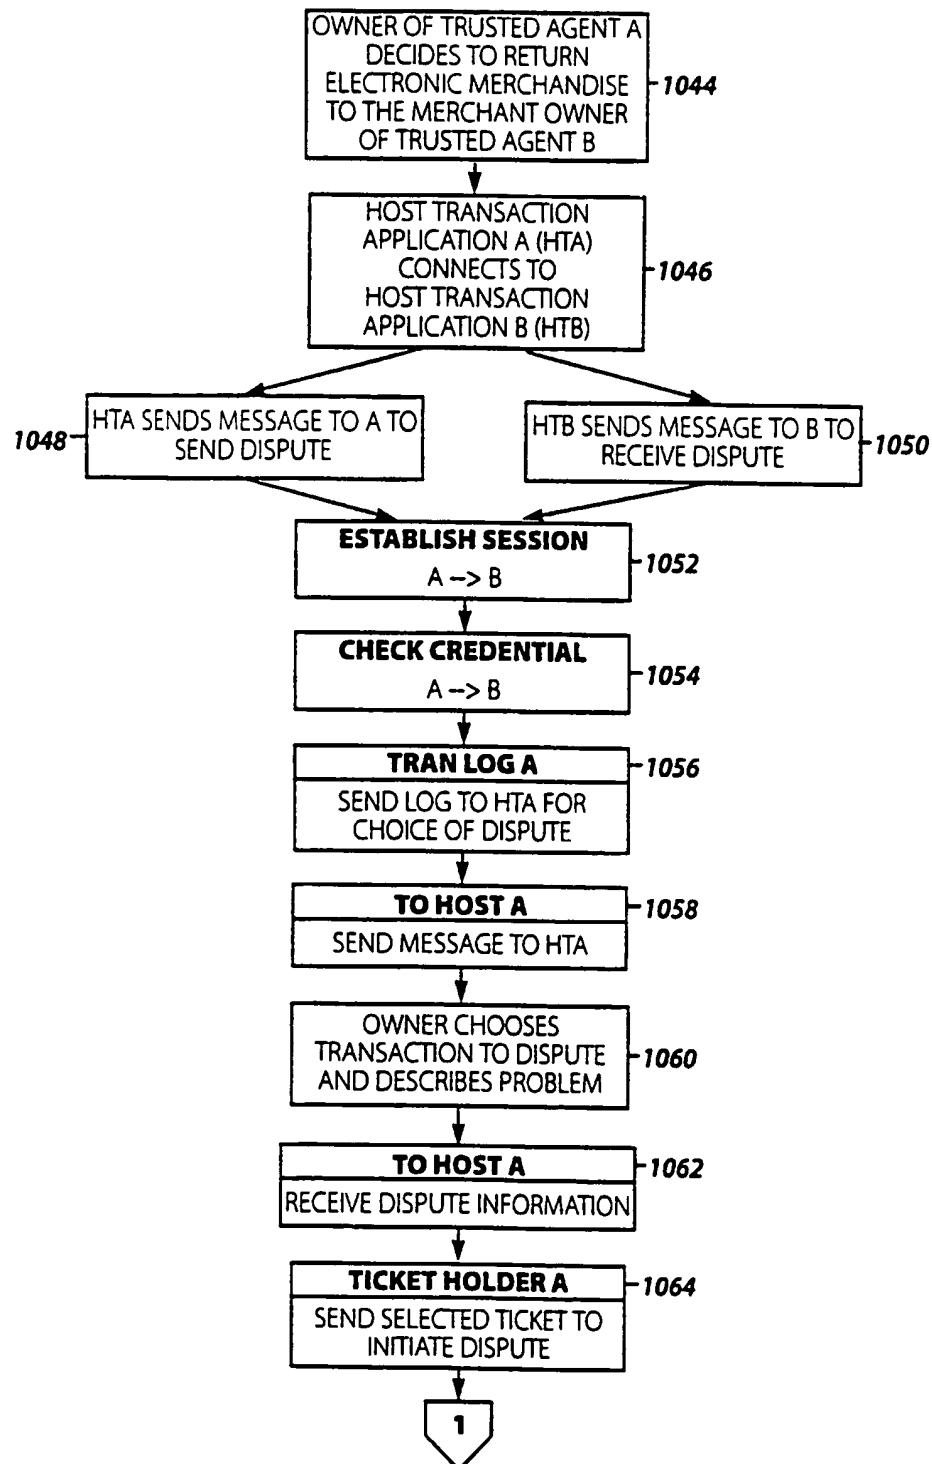 OWNER OF TRUSTED AGENT A
DECIDES TO RETURN
ELECTRONIC MERCHANDISE
TO THE MERCHANT OWNER
OF TRUSTED AGENT B
1044
HOST TRANSACTION
APPLICATION A (HTA)
CONNECTS TO
HOST TRANSACTION
APPLICATION B (HTB)
1046
1048
HTA SENDS MESSAGE TO A TO
SEND DISPUTE
HTB SENDS MESSAGE TO B TO
RECEIVE DISPUTE
1050
ESTABLISH SESSION
A --> B
1052
CHECK CREDENTIAL
A --> B
1054
TRAN LOG A
1056
SEND LOG TO HTA FOR
CHOICE OF DISPUTE
TO HOST A
1058
SEND MESSAGE TO HTA
OWNER CHOOSES
TRANSACTION TO DISPUTE
AND DESCRIBES PROBLEM
1060
TO HOST A
1062
RECEIVE DISPUTE INFORMATION
TICKET HOLDER A
1064
SEND SELECTED TICKET TO
INITIATE DISPUTE
1